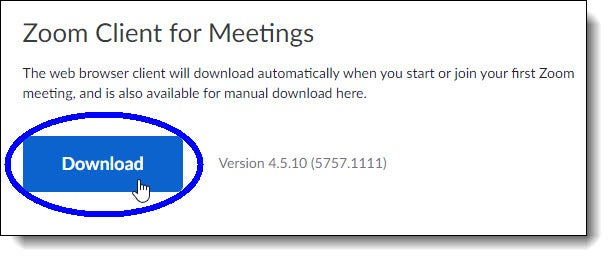 Zoom Client for Meetings
The web browser client will download automatically when you start or join your first Zoom
meeting, and is also available for manual download here.
Download
Version 4.5.10 (5757.1111)